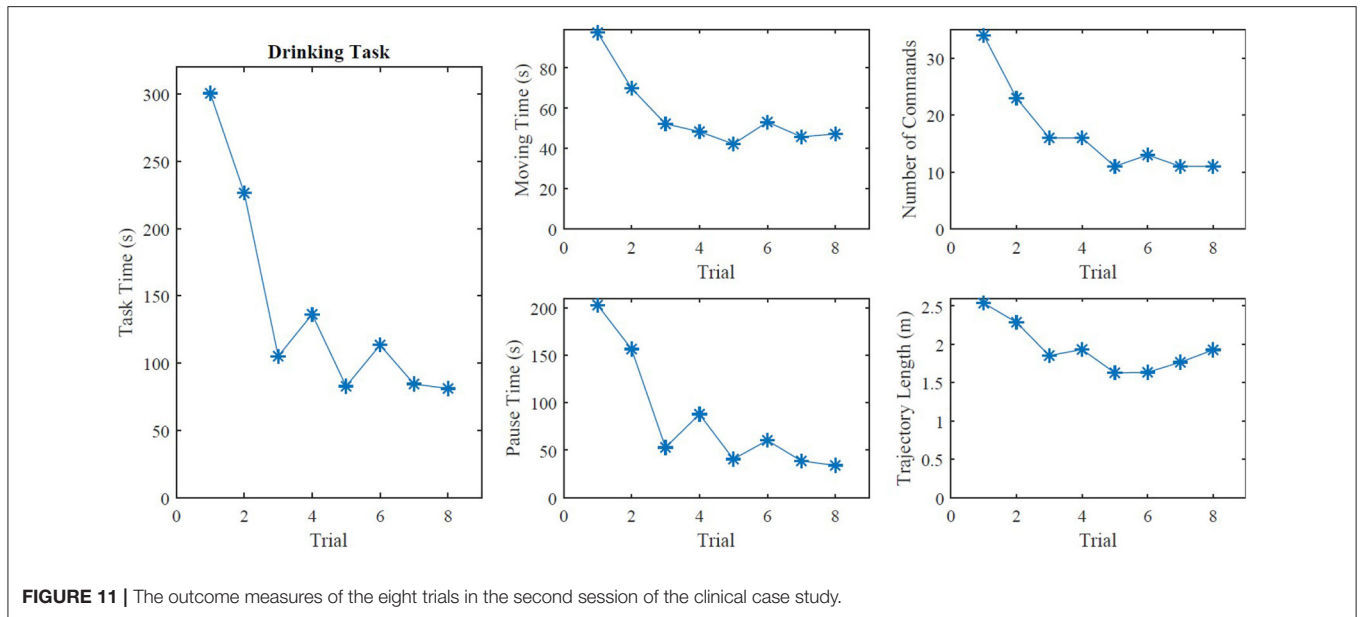 Drinking Task
300
250
200
150
100
50
0
Task Time (s)
0 2 4 6 8
Trial
80
60
40
20
0
Moving Time (s)
0 2 4 6 8
Trial
30
20
10
0
Number of Commands
0 2 4 6 8
Trial
200
150
100
50
0
Pause Time (s)
0 2 4 6 8
Trial
2.5
2
1.5
1
0.5
0
Trajectory Length (m)
0 2 4 6 8
Trial
FIGURE 11 | The outcome measures of the eight trials in the second session of the clinical case study.